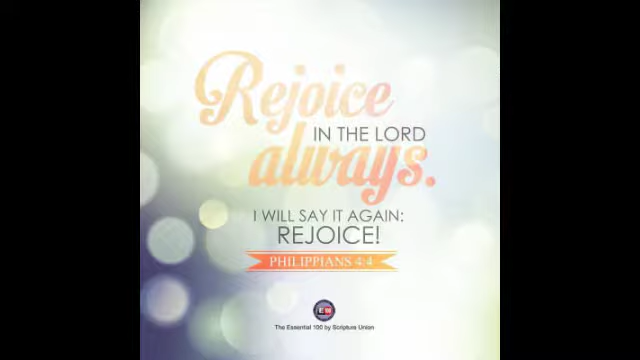 Rejoice
IN THE LORD
always.
I WILL SAY IT AGAIN:
REJOICE!
PHILIPPIANS 4:4
The Essential 100 by Scripture Union